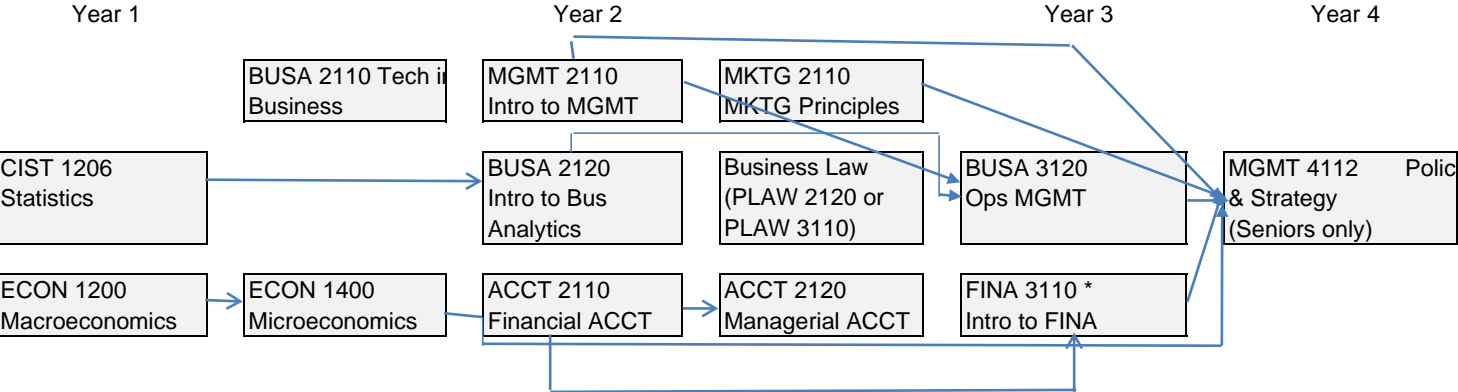 Year 1
Year 2
Year 3
Year 4
BUSA 2110 Tech i
Business
MGMT 2110
Intro to MGMT
MKTG 2110
MKTG Principles
CIST 1206
Statistics
BUSA 2120
Intro to Bus
Analytics
Business Law
(PLAW 2120 or
PLAW 3110)
BUSA 3120
Ops MGMT
MGMT 4112 Polic
& Strategy
(Seniors only)
ECON 1200
Macroeconomics
ECON 1400
Microeconomics
ACCT 2110
Financial ACCT
ACCT 2120
Managerial ACCT
FINA 3110 *
Intro to FINA